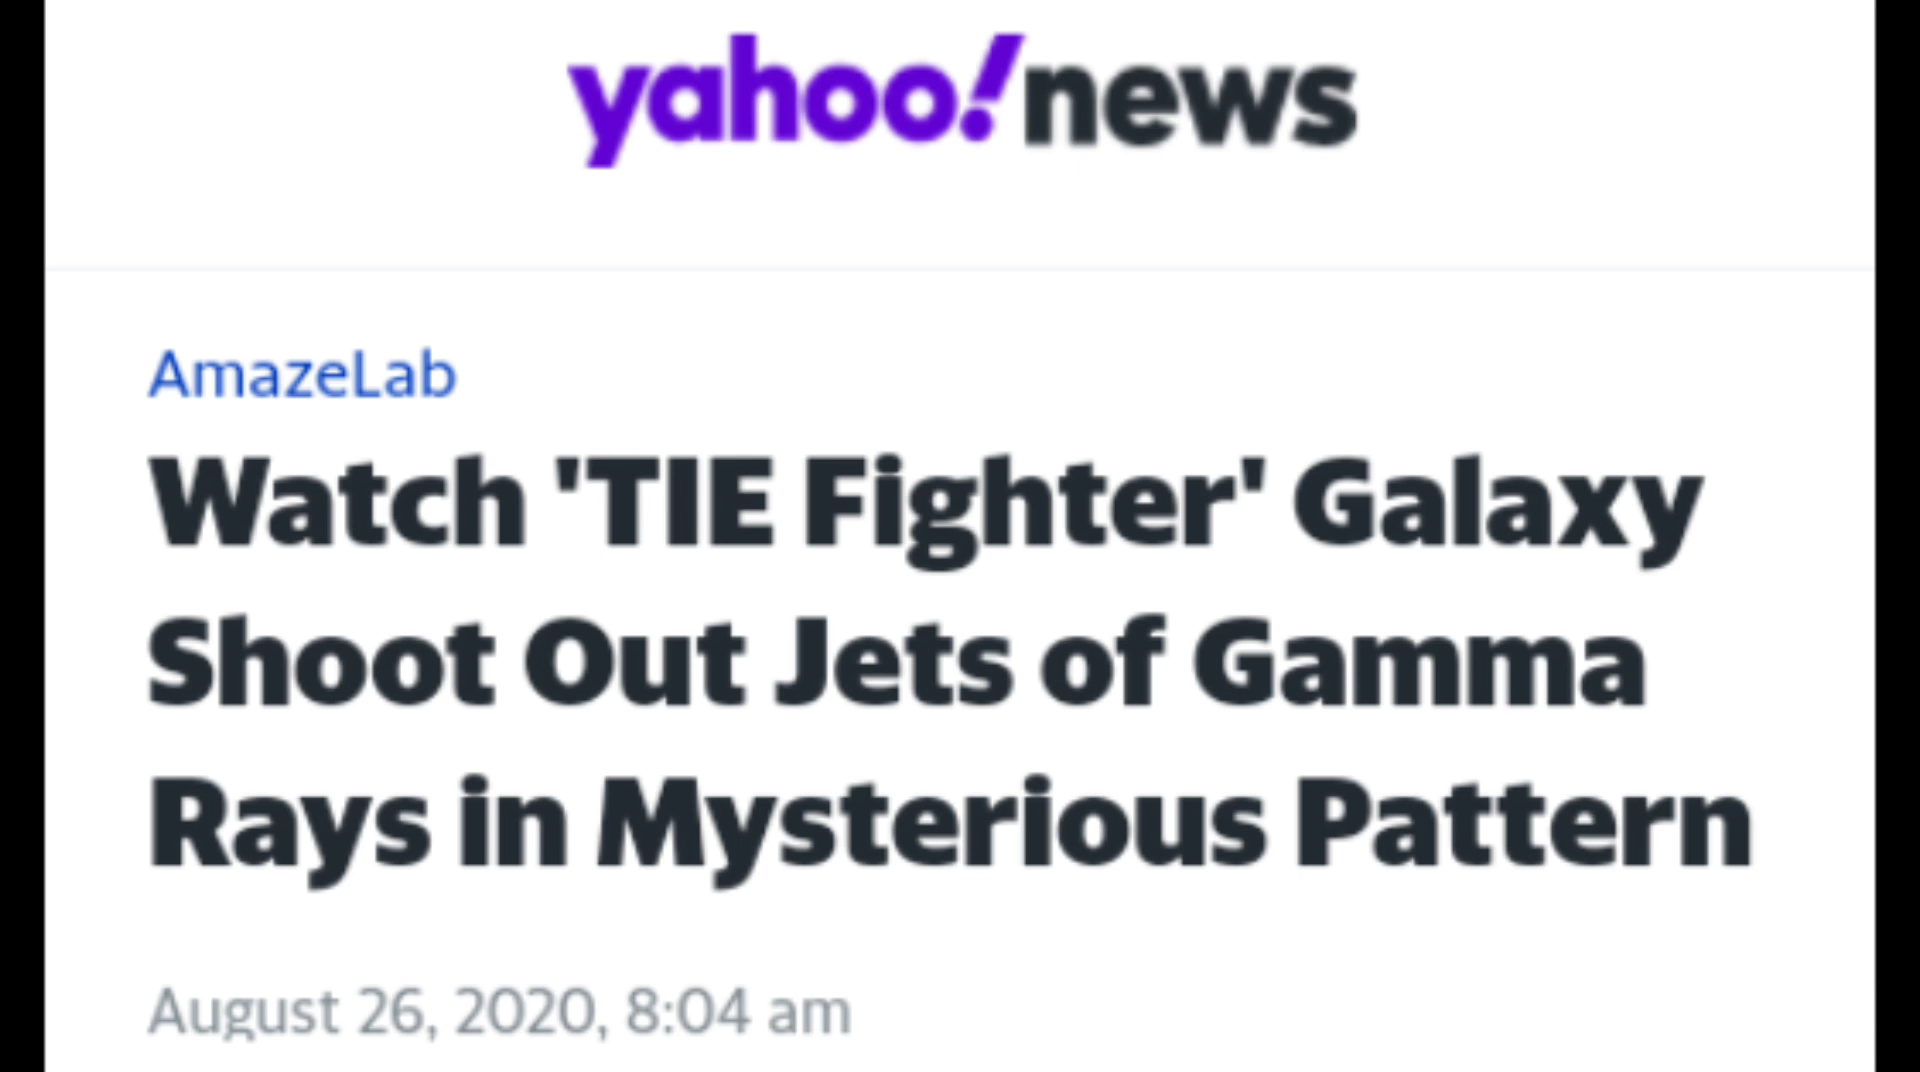 yahoo!news
AmazeLab
Watch 'TIE Fighter' Galaxy
Shoot Out Jets of Gamma
Rays in Mysterious Pattern
August 26, 2020, 8:04 am